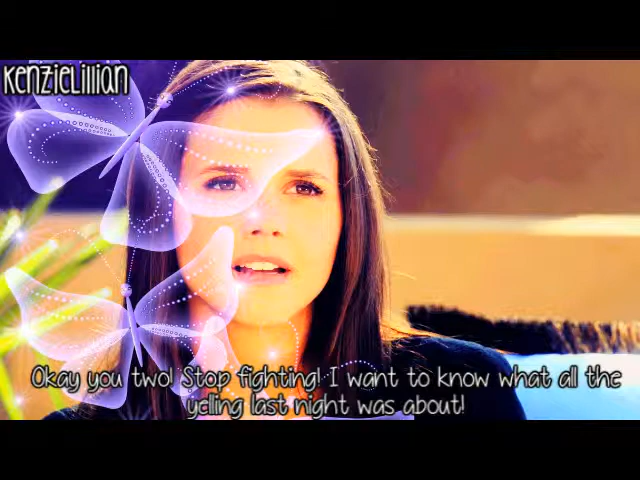 KENZIELILLIAN
Okay you two! Stop fighting! I want to know what all the
yelling last night was about!